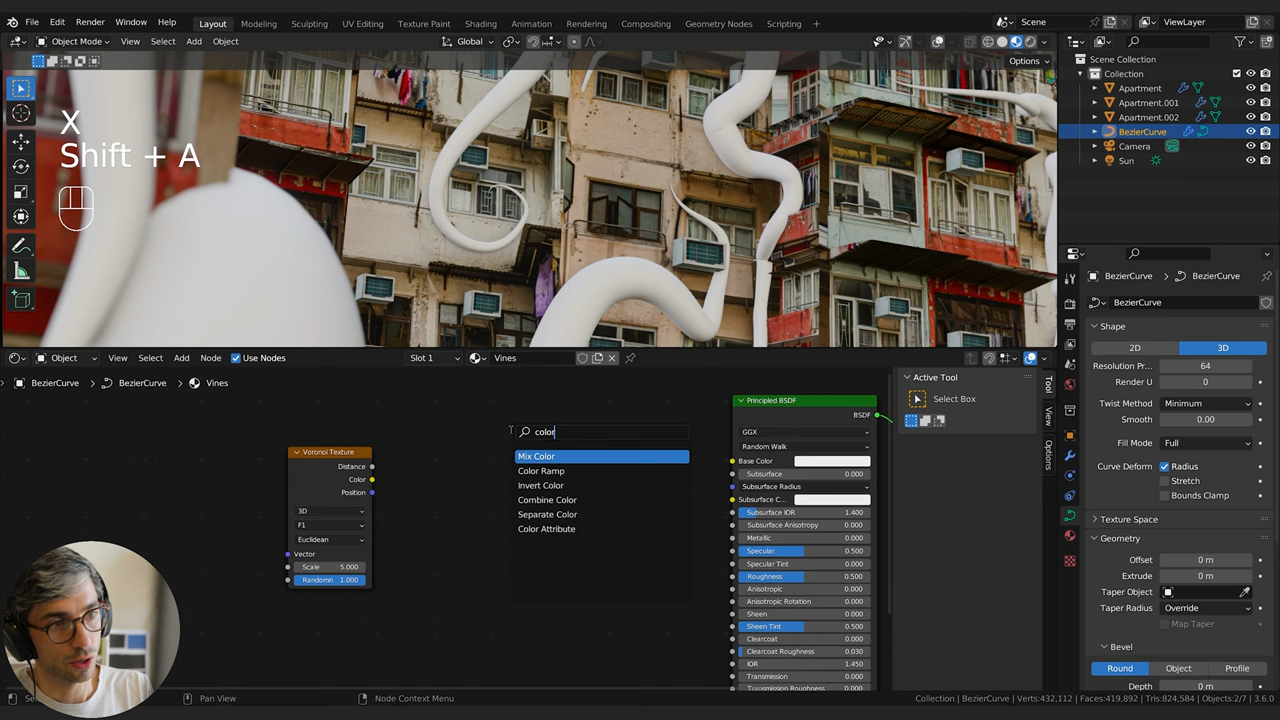 File Edit Render Window Help Layout Modeling Sculpting UV Editing Texture Paint Shading Animation Rendering Compositing Geometry Nodes Scripting + Scene ViewLayer
Object Mode View Select Add Object Global
Options
X
Shift + A
Scene Collection
Collection
Apartment
Apartment.001
Apartment.002
BezierCurve
Camera
Sun
BezierCurve BezierCurve
BezierCurve
Shape
2D 3D
Resolution Pr... 64
Render U 0
Twist Method Minimum
Smooth 0.00
Fill Mode Full
Curve Deform Radius
Stretch
Bounds Clamp
Texture Space
Geometry
Offset 0 m
Extrude 0 m
Taper Object
Taper Radius Override
Map Taper
Bevel
Round Object Profile
Depth 0 m
Object View Select Add Node Use Nodes Slot 1 Vines
BezierCurve BezierCurve Vines
Voronoi Texture
Distance
Color
Position
3D
F1
Euclidean
Vector
Scale 5.000
Randomn 1.000
color
Mix Color
Color Ramp
Invert Color
Combine Color
Separate Color
Color Attribute
Principled BSDF
BSDF
GGX
Random Walk
Base Color
Subsurface 0.000
Subsurface Radius
Subsurface C...
Subsurface IOR 1.400
Subsurface Anisotropy 0.000
Metallic 0.000
Specular 0.500
Specular Tint 0.000
Roughness 0.500
Anisotropic 0.000
Anisotropic Rotation 0.000
Sheen 0.000
Sheen Tint 0.500
Clearcoat 0.000
Clearcoat Roughness 0.030
IOR 1.450
Transmission 0.000
Transmission Roughness 0.000
Active Tool
Select Box
Tool
View
Options
Select Pan View Node Context Menu Collection | BezierCurve | Verts:432,112 | Faces:419,892 | Tris:824,584 | Objects:2/7 | 3.6.0